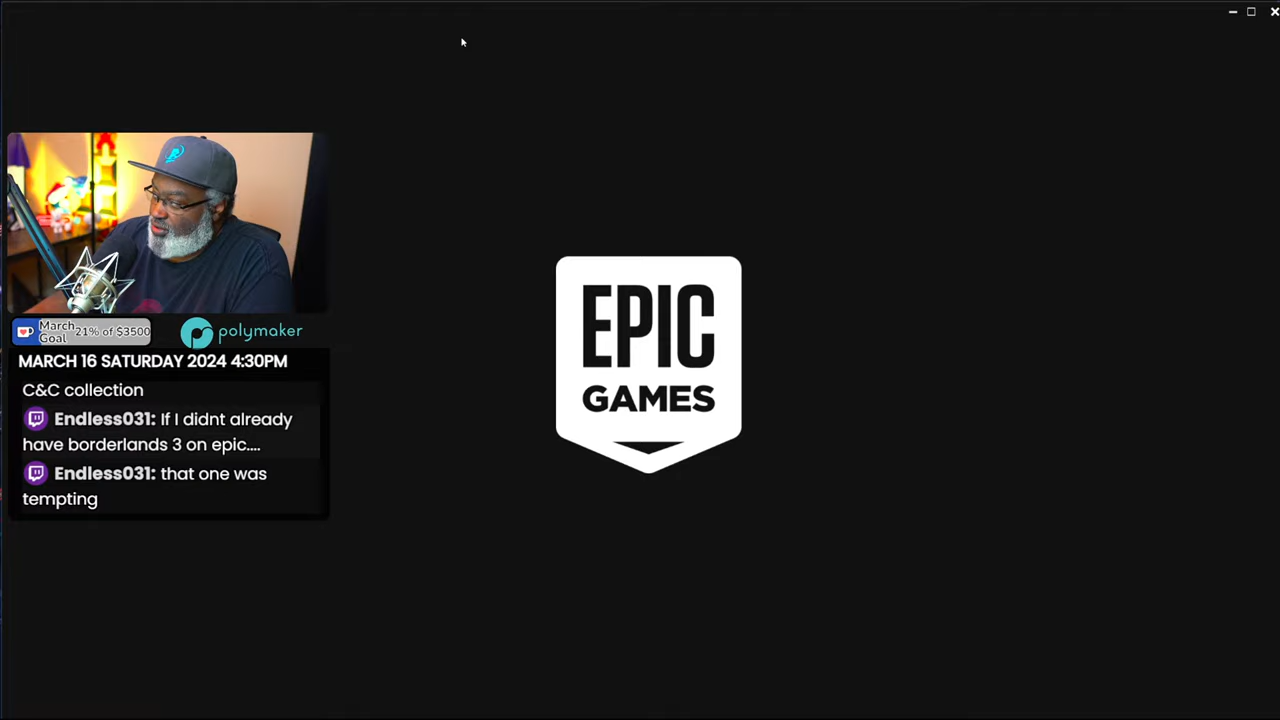 EPIC
GAMES
March
Goal
21% of $3500
polymaker
MARCH 16 SATURDAY 2024 4:30PM
C&C collection
Endless031: If I didnt already
have borderlands 3 on epic....
Endless031: that one was
tempting